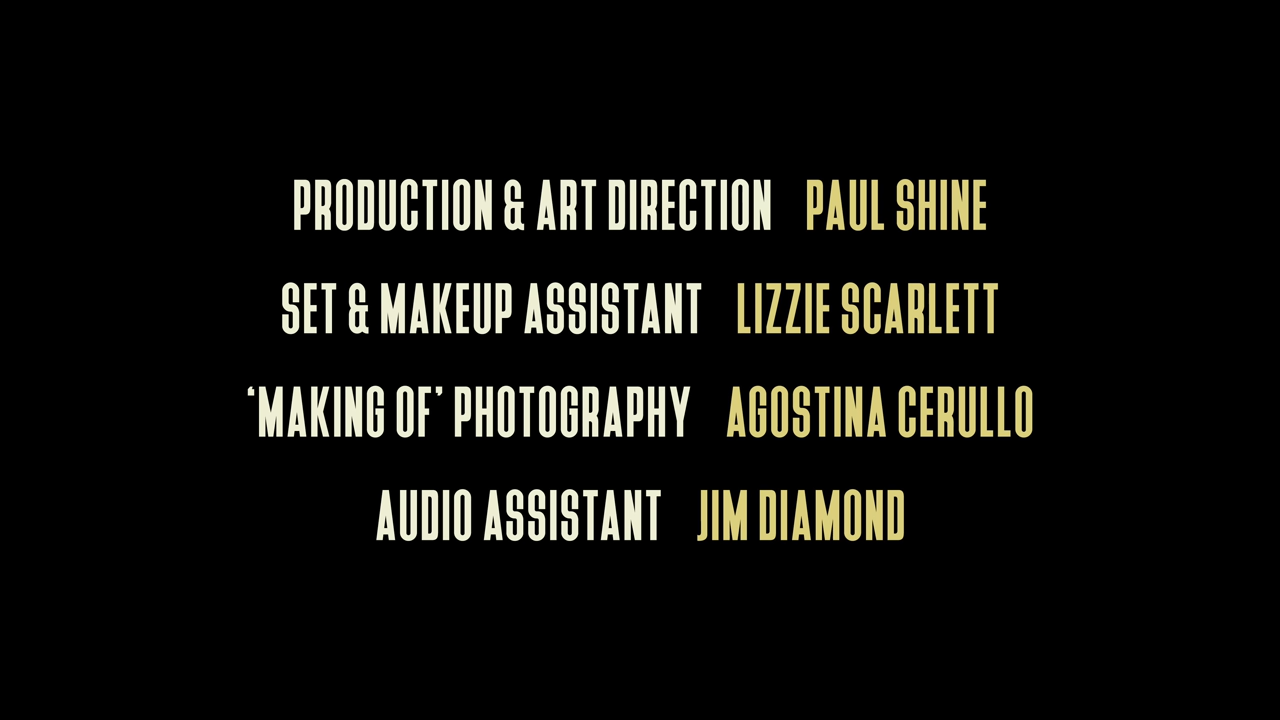 PRODUCTION & ART DIRECTION PAUL SHINE
SET & MAKEUP ASSISTANT LIZZIE SCARLETT
‘MAKING OF’ PHOTOGRAPHY AGOSTINA CERULLO
AUDIO ASSISTANT JIM DIAMOND